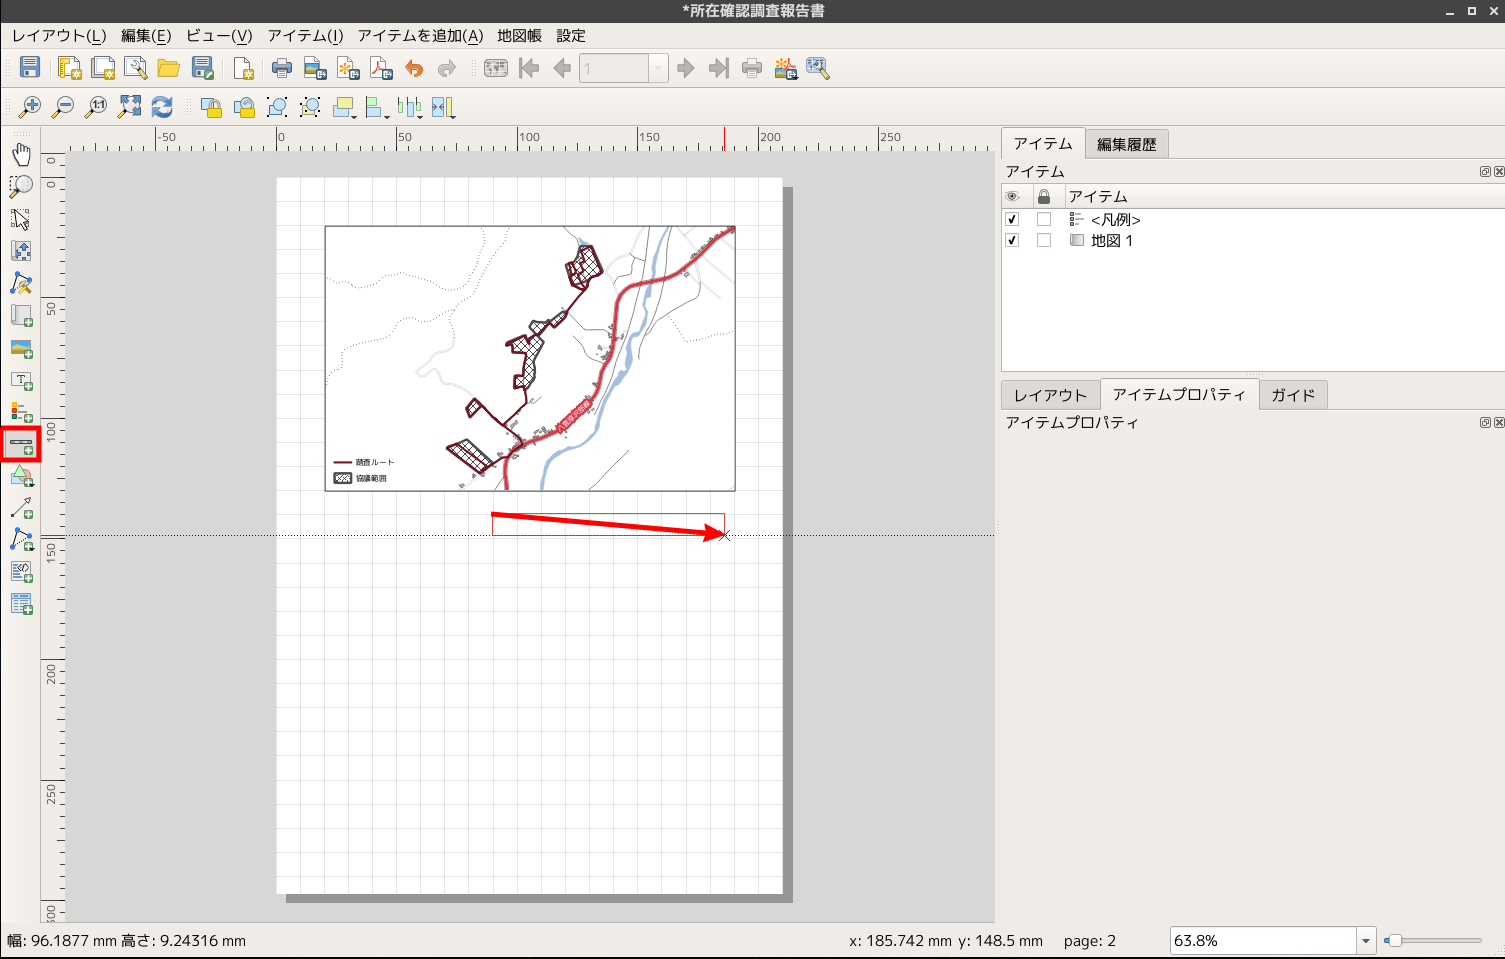 *所在確認調査報告書
レイアウト(L) 編集(E) ビュー(V) アイテム(I) アイテムを追加(A) 地図帳 設定
1
1:1
-50 0 50 100 150 200 250
アイテム 編集履歴
アイテム
アイテム
<凡例>
地図 1
レイアウト アイテムプロパティ ガイド
アイテムプロパティ
0
0
50
100
150
200
250
300
踏査ルート
協議範囲
幅: 96.1877 mm 高さ: 9.24316 mm x: 185.742 mm y: 148.5 mm page: 2 63.8%